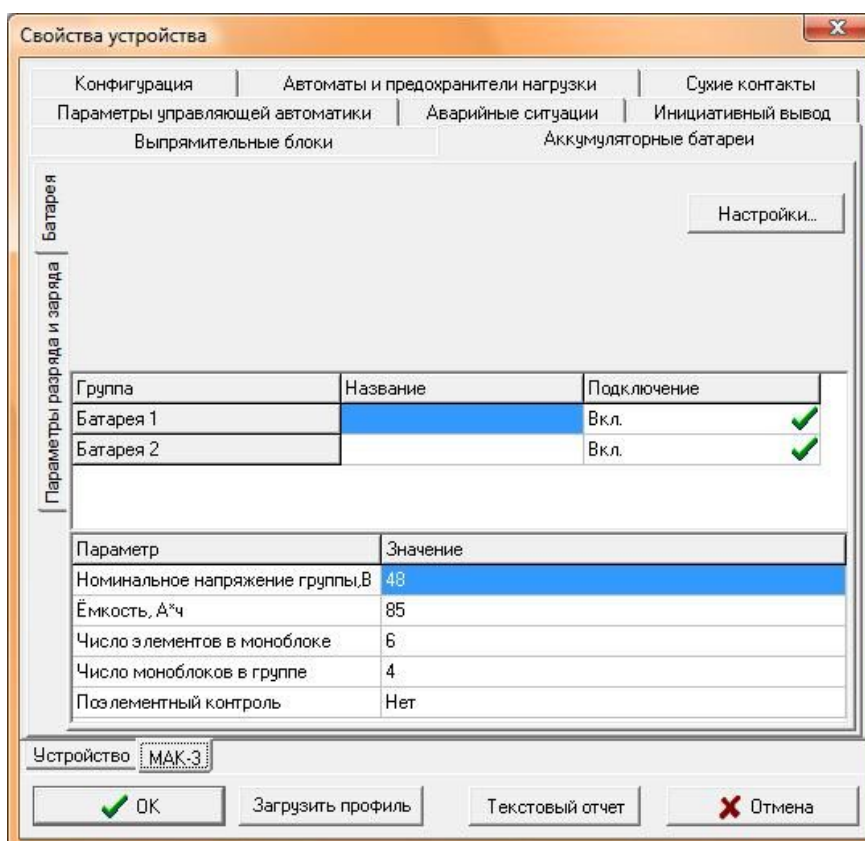 Свойства устройства
Конфигурация Автоматы и предохранители нагрузки Сухие контакты
Параметры управляющей автоматики Аварийные ситуации Инициативный вывод
Выпрямительные блоки Аккумуляторные батареи
Батарея
Параметры разряда и заряда
Настройки...
Группа Название Подключение
Батарея 1 Вкл.
Батарея 2 Вкл.
Параметр Значение
Номинальное напряжение группы,В 48
Ёмкость, А*ч 85
Число элементов в моноблоке 6
Число моноблоков в группе 4
Поэлементный контроль Нет
Устройство МАК-3
OK Загрузить профиль Текстовый отчет Отмена